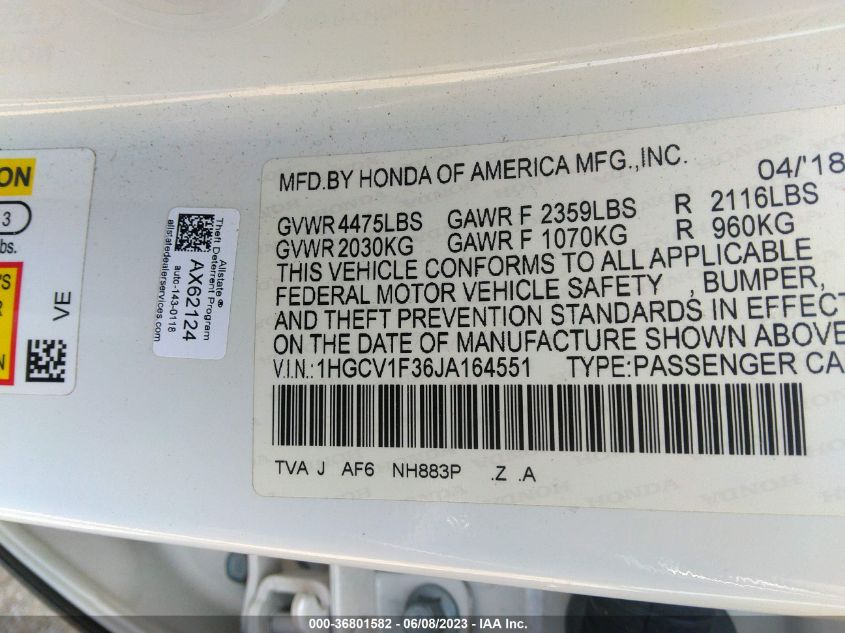 ON
3
bs.
'S
R
N
VE
Allstate®
Theft Deterrent Program
AX62124
auto-143-0118
allstatedealerservices.com
MFD.BY HONDA OF AMERICA MFG.,INC. 04/'18
GVWR 4475LBS GAWR F 2359LBS R 2116LBS
GVWR 2030KG GAWR F 1070KG R 960KG
THIS VEHICLE CONFORMS TO ALL APPLICABLE
FEDERAL MOTOR VEHICLE SAFETY , BUMPER,
AND THEFT PREVENTION STANDARDS IN EFFECT
ON THE DATE OF MANUFACTURE SHOWN ABOVE
V.I.N.: 1HGCV1F36JA164551 TYPE:PASSENGER CA
TVA J AF6 NH883P .Z .A
HONDA
000-36801582 - 06/08/2023 - © IAA Inc.